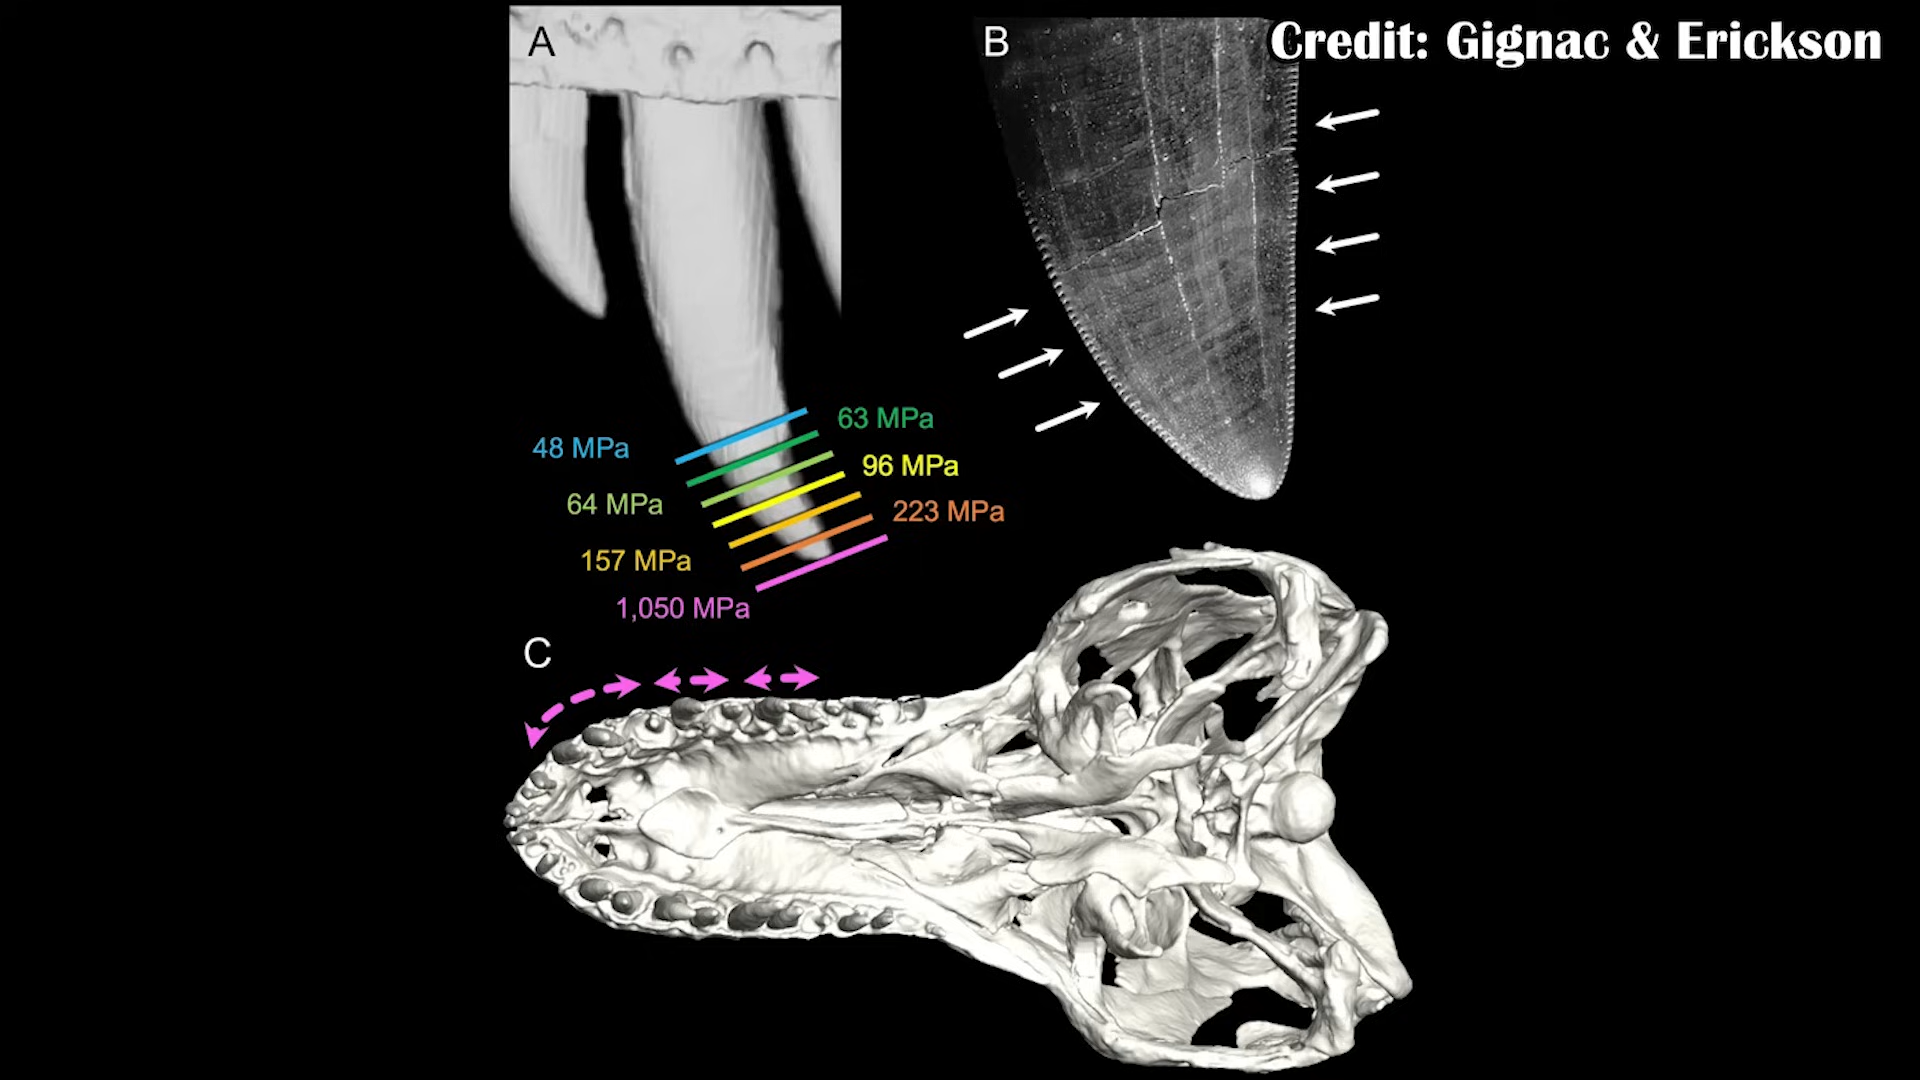 A
B
Credit: Gignac & Erickson
63 MPa
48 MPa
96 MPa
64 MPa
223 MPa
157 MPa
1,050 MPa
C